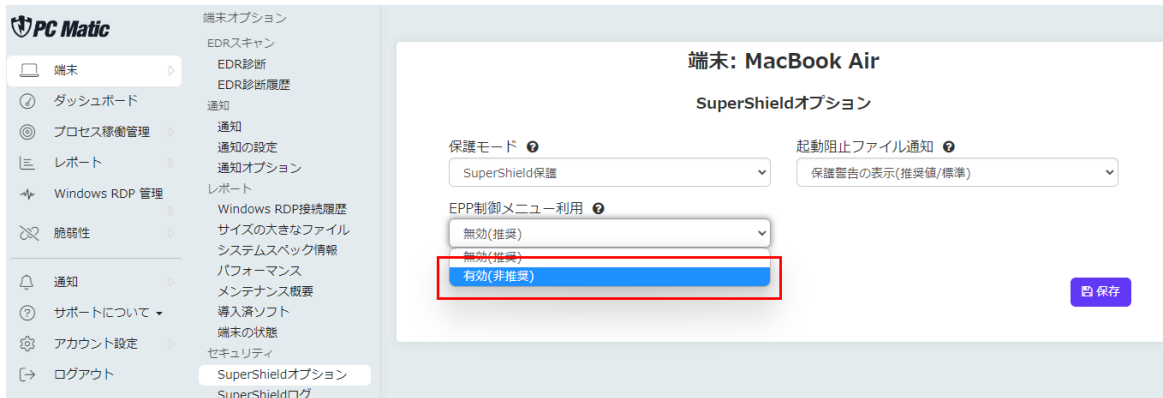 PC Matic
端末
ダッシュボード
プロセス稼働管理
レポート
Windows RDP 管理
脆弱性
通知
サポートについて
アカウント設定
ログアウト
端末オプション
EDRスキャン
EDR診断
EDR診断履歴
通知
通知
通知の設定
通知オプション
レポート
Windows RDP接続履歴
サイズの大きなファイル
システムスペック情報
パフォーマンス
メンテナンス概要
導入済ソフト
端末の状態
セキュリティ
SuperShieldオプション
SuperShieldログ
端末: MacBook Air
SuperShieldオプション
保護モード
SuperShield保護
起動阻止ファイル通知
保護警告の表示(推奨値/標準)
EPP制御メニュー利用
無効(推奨)
無効(推奨)
有効(非推奨)
保存